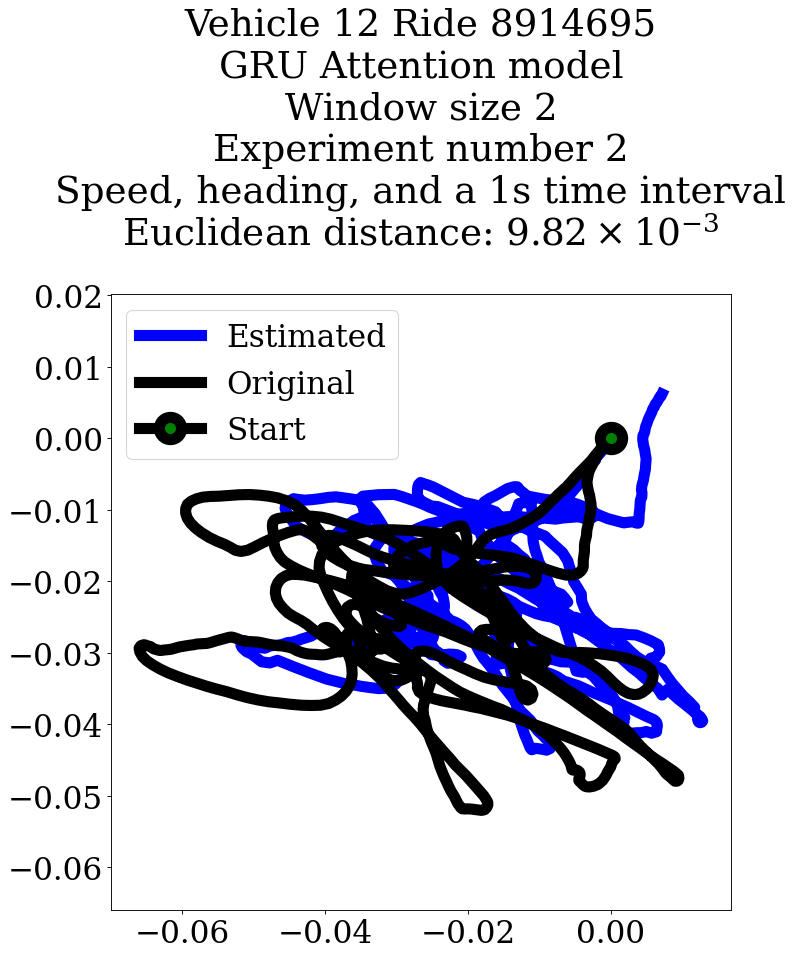 Vehicle 12 Ride 8914695
GRU Attention model
Window size 2
Experiment number 2
Speed, heading, and a 1s time interval
Euclidean distance: 9.82 × 10⁻³
0.02
0.01
0.00
−0.01
−0.02
−0.03
−0.04
−0.05
−0.06
Estimated
Original
Start
−0.06 −0.04 −0.02 0.00